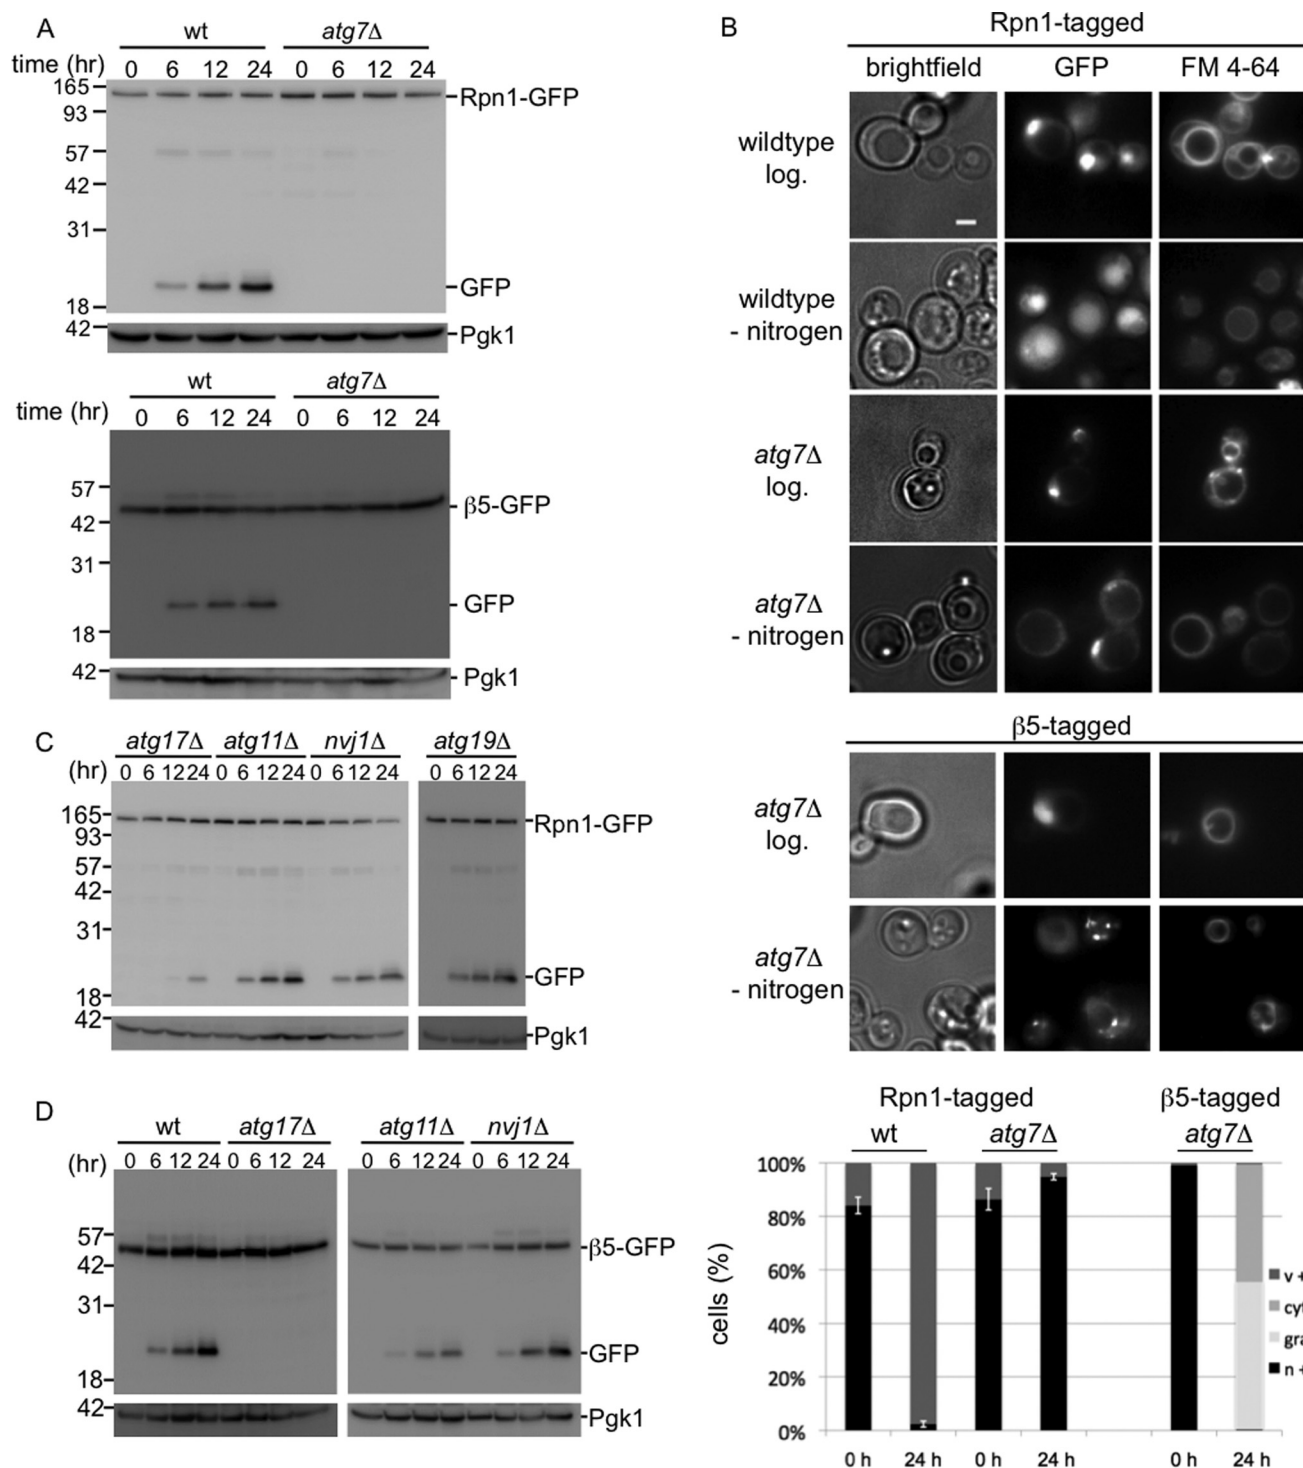 A
wt atg7Δ
time (hr) 0 6 12 24 0 6 12 24
165
93
57
42
31
18
Rpn1-GFP
GFP
42
Pgk1
wt atg7Δ
time (hr) 0 6 12 24 0 6 12 24
57
42
31
18
β5-GFP
GFP
42
Pgk1
B
Rpn1-tagged
brightfield GFP FM 4-64
wildtype
log.
wildtype
- nitrogen
atg7Δ
log.
atg7Δ
- nitrogen
β5-tagged
atg7Δ
log.
atg7Δ
- nitrogen
C
atg17Δ atg11Δ nvj1Δ atg19Δ
(hr) 0 6 12 24 0 6 12 24 0 6 12 24 0 6 12 24
165
93
57
42
31
18
Rpn1-GFP
GFP
42
Pgk1
D
wt atg17Δ atg11Δ nvj1Δ
(hr) 0 6 12 24 0 6 12 24 0 6 12 24 0 6 12 24
57
42
31
18
β5-GFP
GFP
42
Pgk1
Rpn1-tagged β5-tagged
wt atg7Δ atg7Δ
cells (%)
100%
80%
60%
40%
20%
0%
0 h 24 h 0 h 24 h 0 h 24 h
v +
cyt
gra
n +